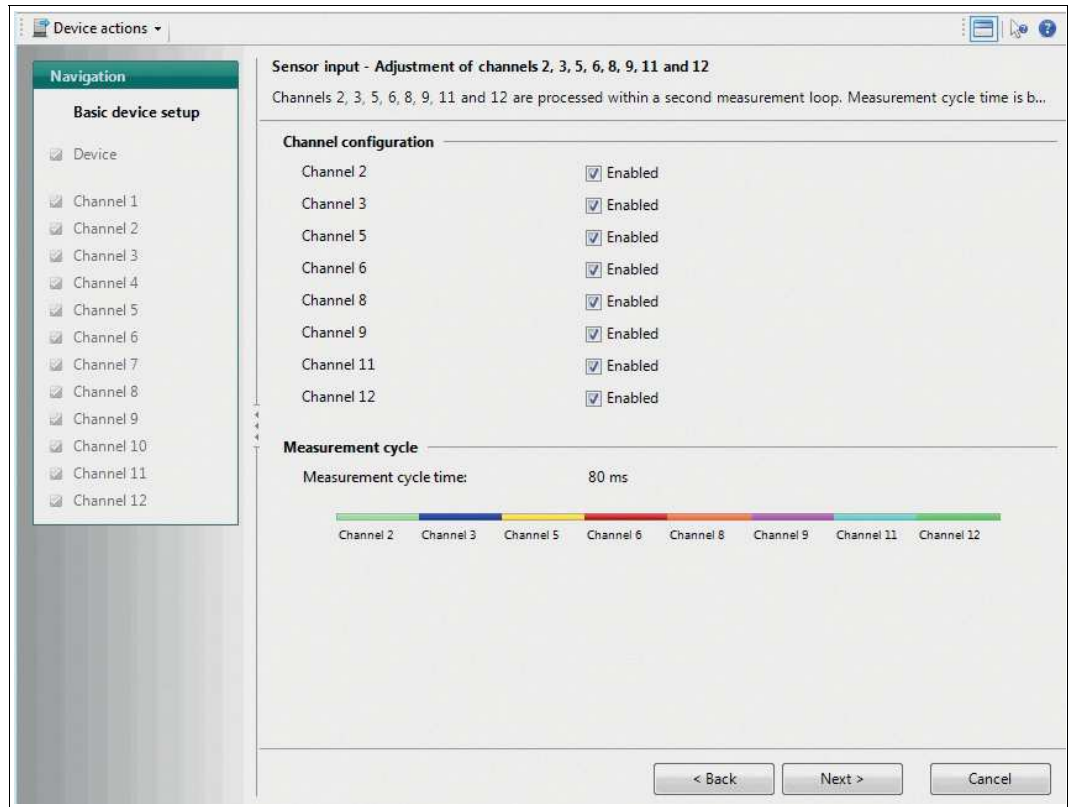 Device actions
Navigation
Basic device setup
Device
Channel 1
Channel 2
Channel 3
Channel 4
Channel 5
Channel 6
Channel 7
Channel 8
Channel 9
Channel 10
Channel 11
Channel 12
Sensor input - Adjustment of channels 2, 3, 5, 6, 8, 9, 11 and 12
Channels 2, 3, 5, 6, 8, 9, 11 and 12 are processed within a second measurement loop. Measurement cycle time is b...
Channel configuration
Channel 2 Enabled
Channel 3 Enabled
Channel 5 Enabled
Channel 6 Enabled
Channel 8 Enabled
Channel 9 Enabled
Channel 11 Enabled
Channel 12 Enabled
Measurement cycle
Measurement cycle time: 80 ms
Channel 2 Channel 3 Channel 5 Channel 6 Channel 8 Channel 9 Channel 11 Channel 12
< Back Next > Cancel